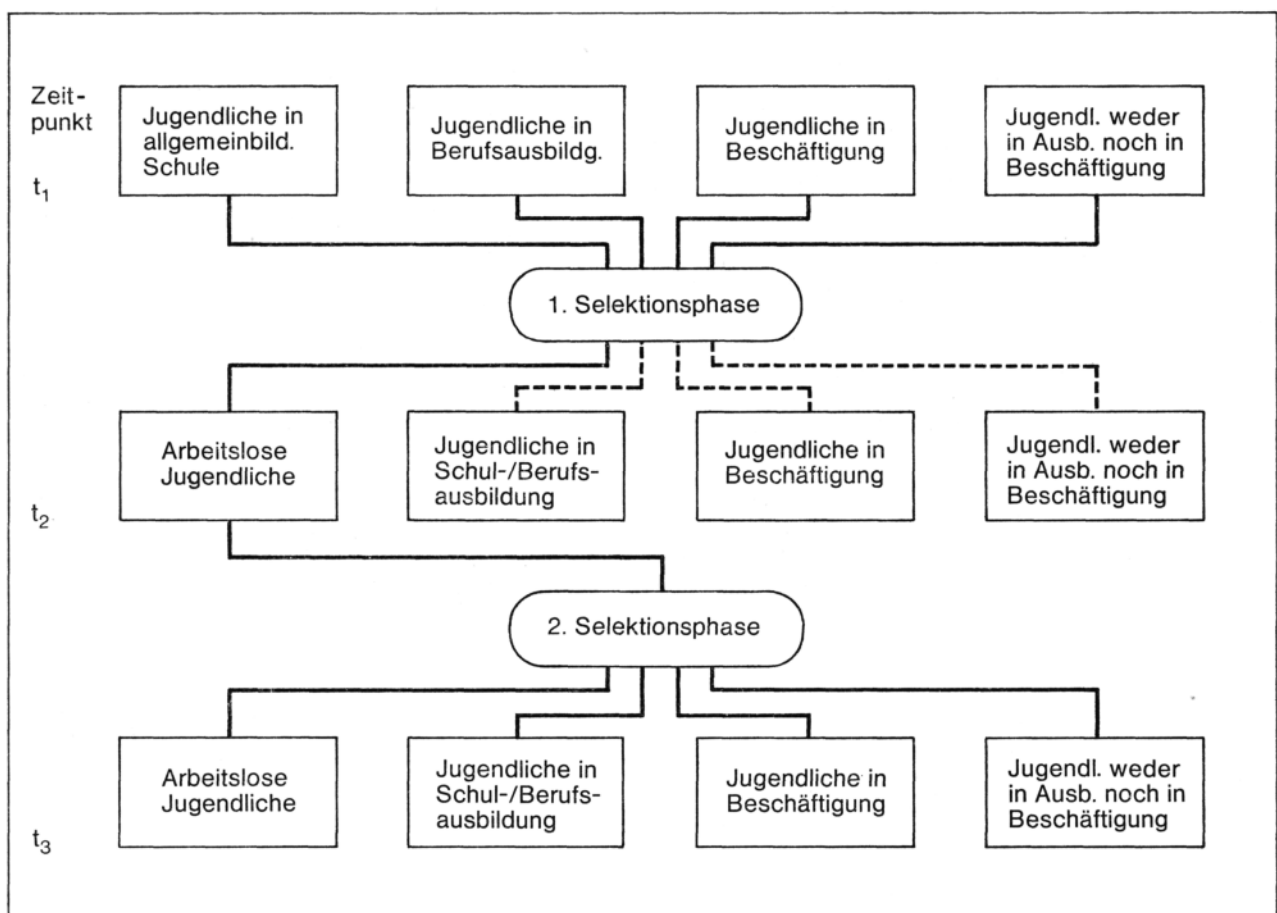 Zeit-
punkt
t₁
Jugendliche in
allgemeinbild.
Schule
Jugendliche in
Berufsausbildg.
Jugendliche in
Beschäftigung
Jugendl. weder
in Ausb. noch in
Beschäftigung
1. Selektionsphase
t₂
Arbeitslose
Jugendliche
Jugendliche in
Schul-/Berufs-
ausbildung
Jugendliche in
Beschäftigung
Jugendl. weder
in Ausb. noch in
Beschäftigung
2. Selektionsphase
t₃
Arbeitslose
Jugendliche
Jugendliche in
Schul-/Berufs-
ausbildung
Jugendliche in
Beschäftigung
Jugendl. weder
in Ausb. noch in
Beschäftigung